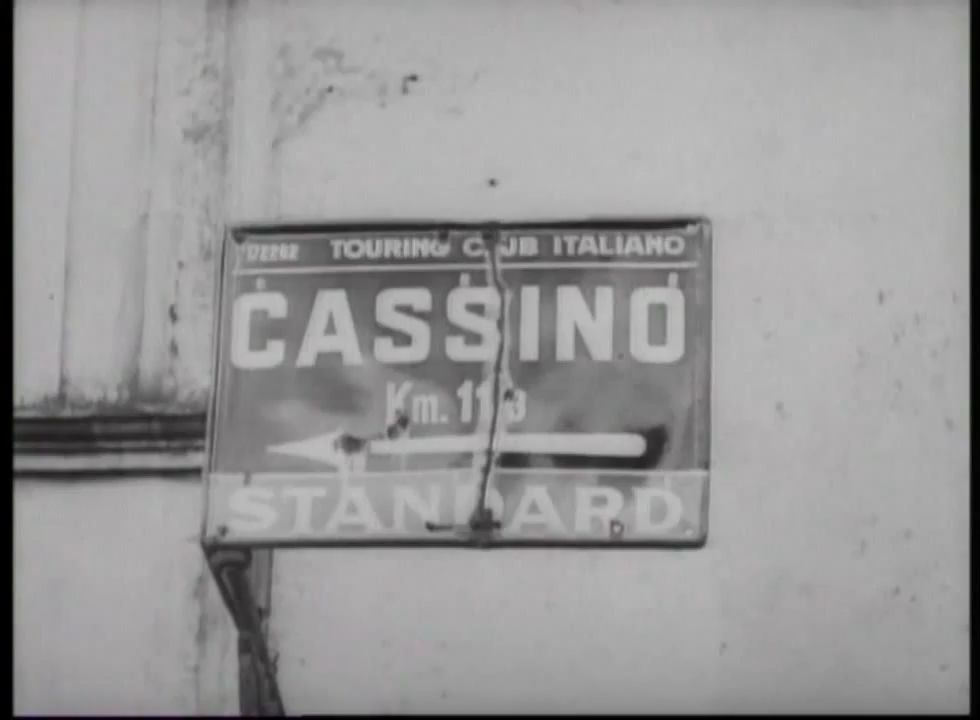 TOURING CLUB ITALIANO
CASSINO
Km.
STANDARD